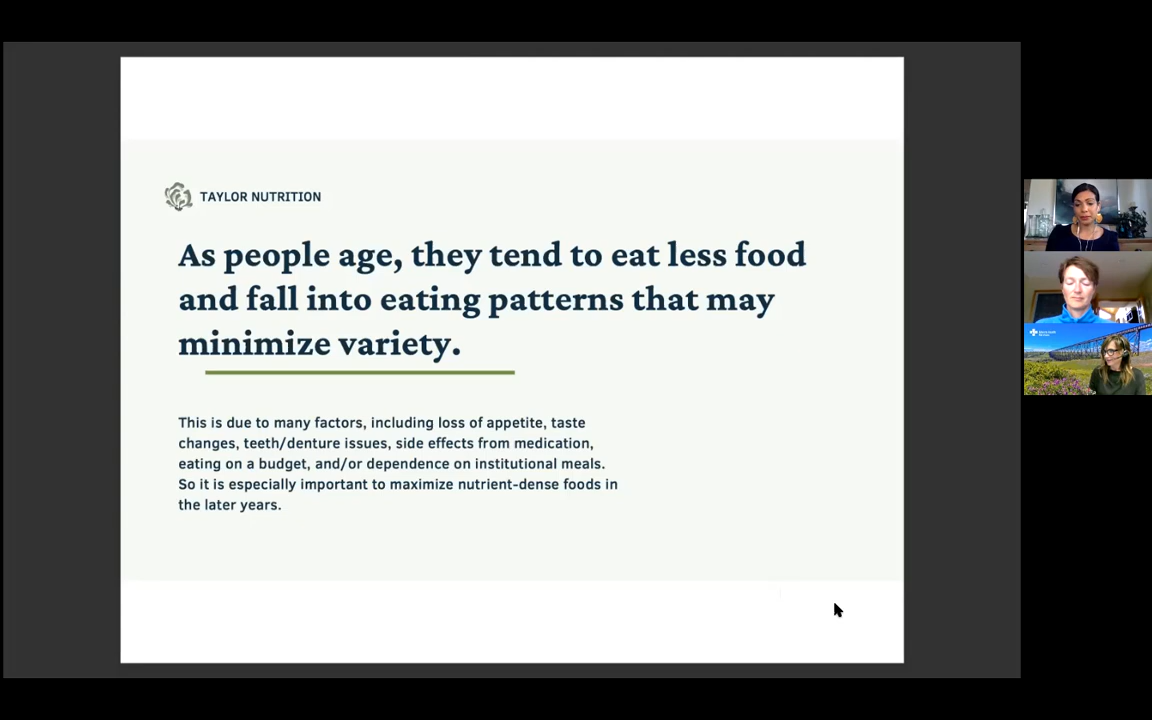 TAYLOR NUTRITION
As people age, they tend to eat less food
and fall into eating patterns that may
minimize variety.
This is due to many factors, including loss of appetite, taste
changes, teeth/denture issues, side effects from medication,
eating on a budget, and/or dependence on institutional meals.
So it is especially important to maximize nutrient-dense foods in
the later years.